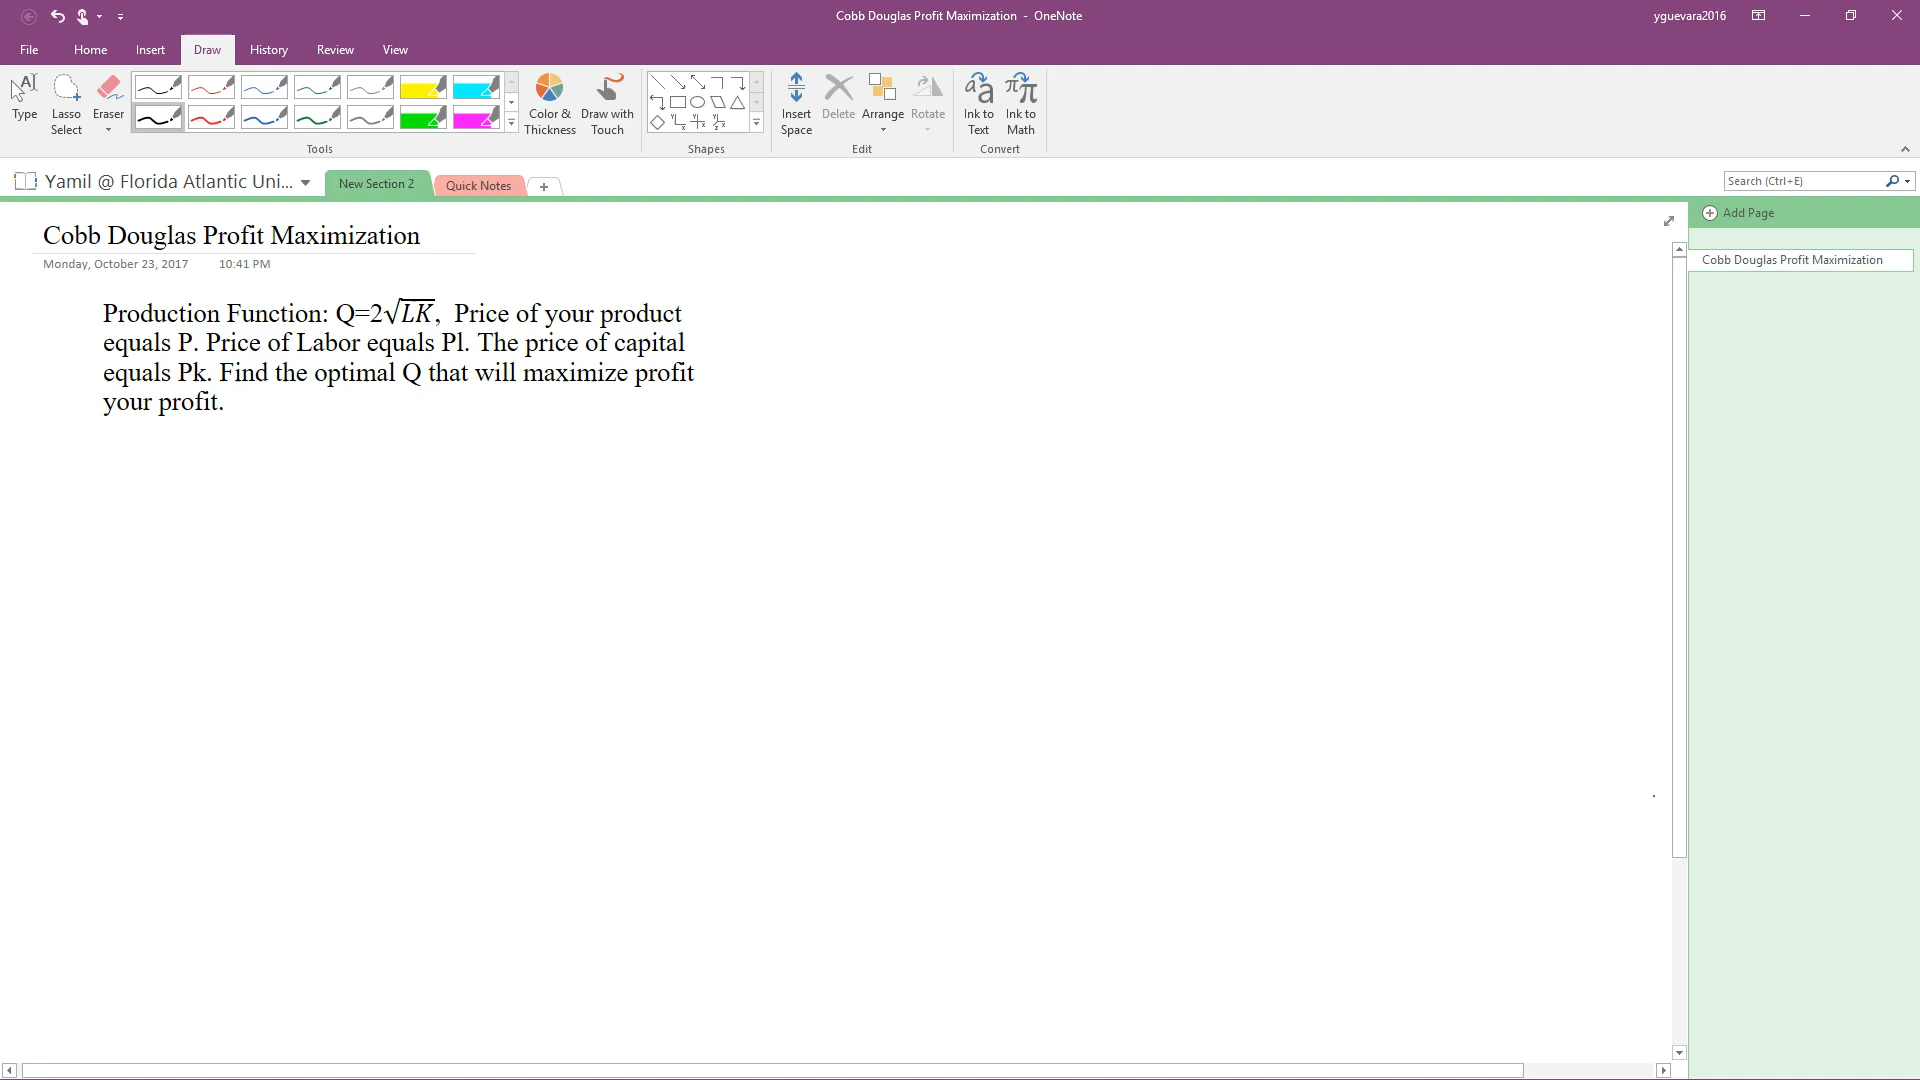 Cobb Douglas Profit Maximization - OneNote
yguevara2016
File Home Insert Draw History Review View
Type
Lasso Select
Eraser
Color & Thickness
Draw with Touch
Insert Space
Delete
Arrange
Rotate
Ink to Text
Ink to Math
Tools Shapes Edit Convert
Yamil @ Florida Atlantic Uni...
New Section 2
Quick Notes
Search (Ctrl+E)
Add Page
Cobb Douglas Profit Maximization
Cobb Douglas Profit Maximization
Monday, October 23, 2017 10:41 PM
Production Function: Q=2√LK, Price of your product
equals P. Price of Labor equals Pl. The price of capital
equals Pk. Find the optimal Q that will maximize profit
your profit.